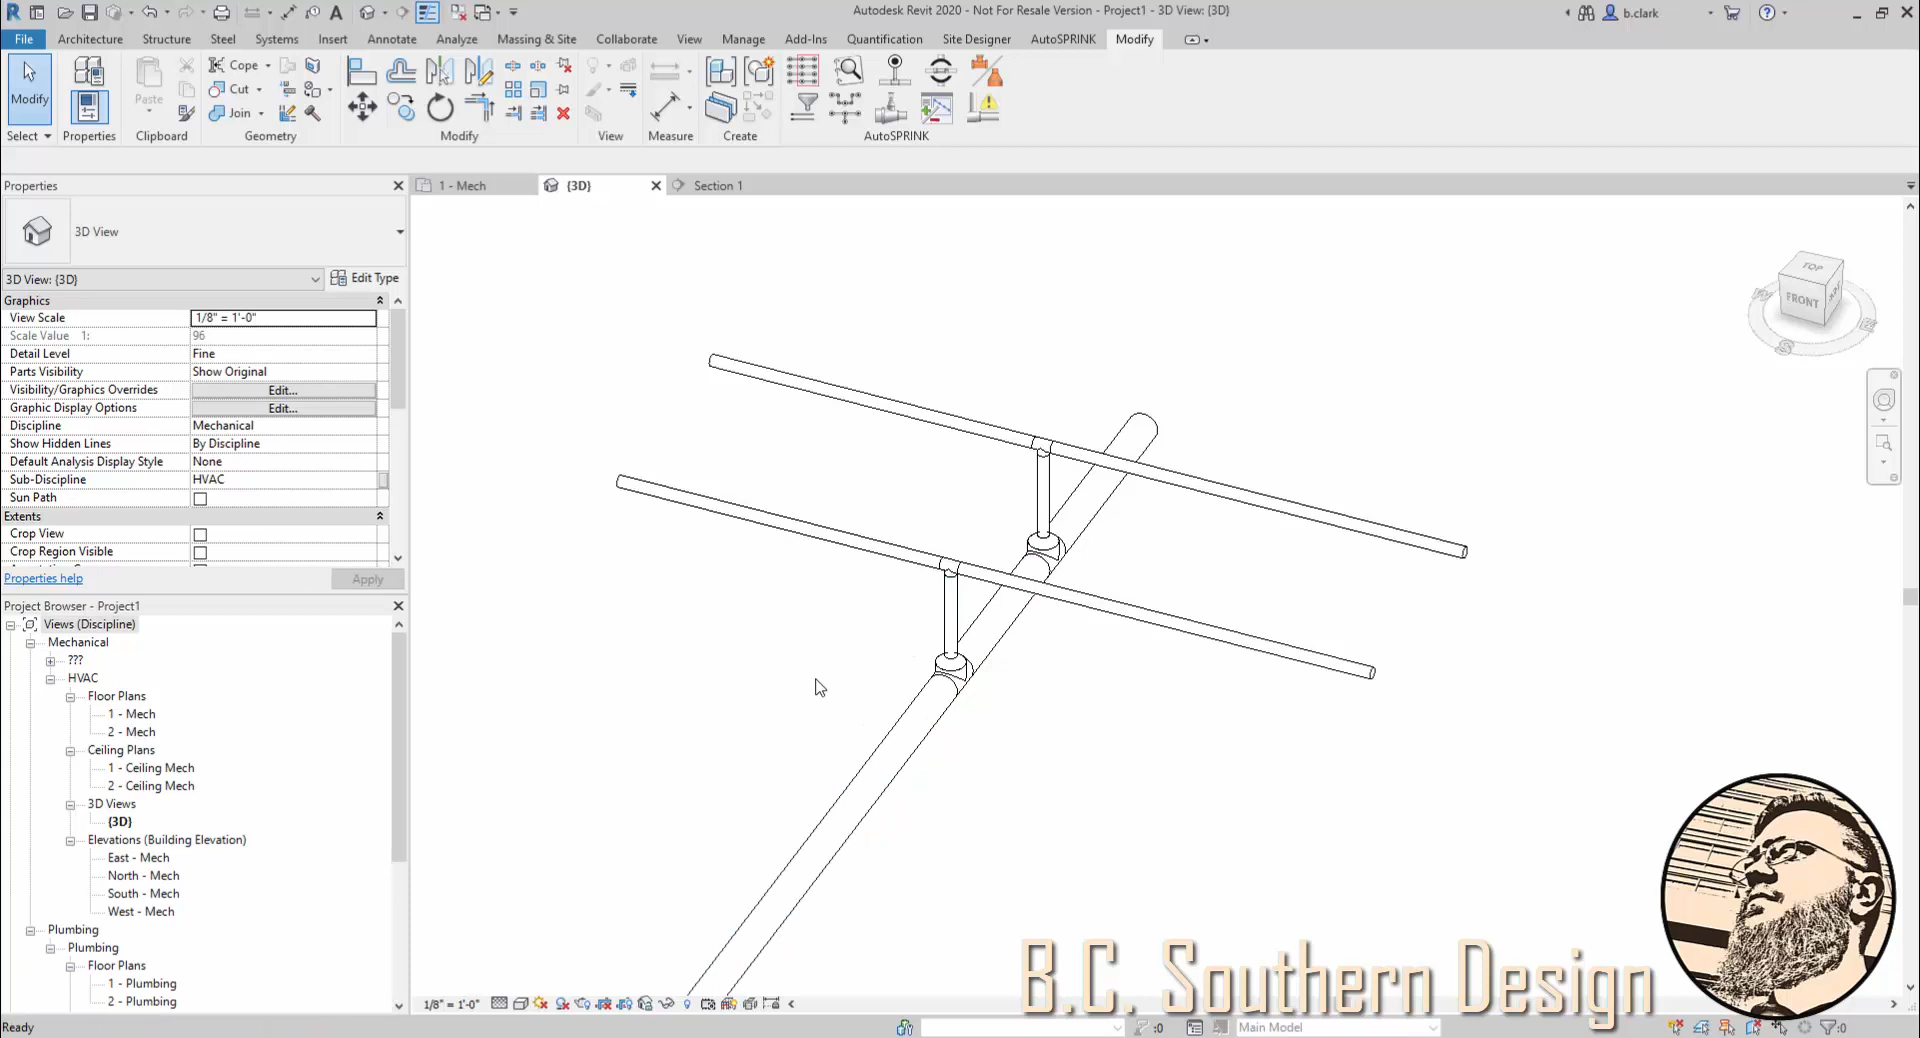 Autodesk Revit 2020 - Not For Resale Version - Project1 - 3D View: {3D}
b.clark
File Architecture Structure Steel Systems Insert Annotate Analyze Massing & Site Collaborate View Manage Add-Ins Quantification Site Designer AutoSPRINK Modify
Modify
Paste
Cope
Cut
Join
Select Properties Clipboard Geometry Modify View Measure Create AutoSPRINK
Properties
1 - Mech
{3D}
Section 1
3D View
3D View: {3D}
Edit Type
Graphics
View Scale 1/8" = 1'-0"
Scale Value 1: 96
Detail Level Fine
Parts Visibility Show Original
Visibility/Graphics Overrides Edit...
Graphic Display Options Edit...
Discipline Mechanical
Show Hidden Lines By Discipline
Default Analysis Display Style None
Sub-Discipline HVAC
Sun Path
Extents
Crop View
Crop Region Visible
Properties help
Apply
Project Browser - Project1
Views (Discipline)
Mechanical
???
HVAC
Floor Plans
1 - Mech
2 - Mech
Ceiling Plans
1 - Ceiling Mech
2 - Ceiling Mech
3D Views
{3D}
Elevations (Building Elevation)
East - Mech
North - Mech
South - Mech
West - Mech
Plumbing
Plumbing
Floor Plans
1 - Plumbing
2 - Plumbing
TOP
FRONT
W
E
S
B.C. Southern Design
1/8" = 1'-0"
Ready
:0
Main Model
:0